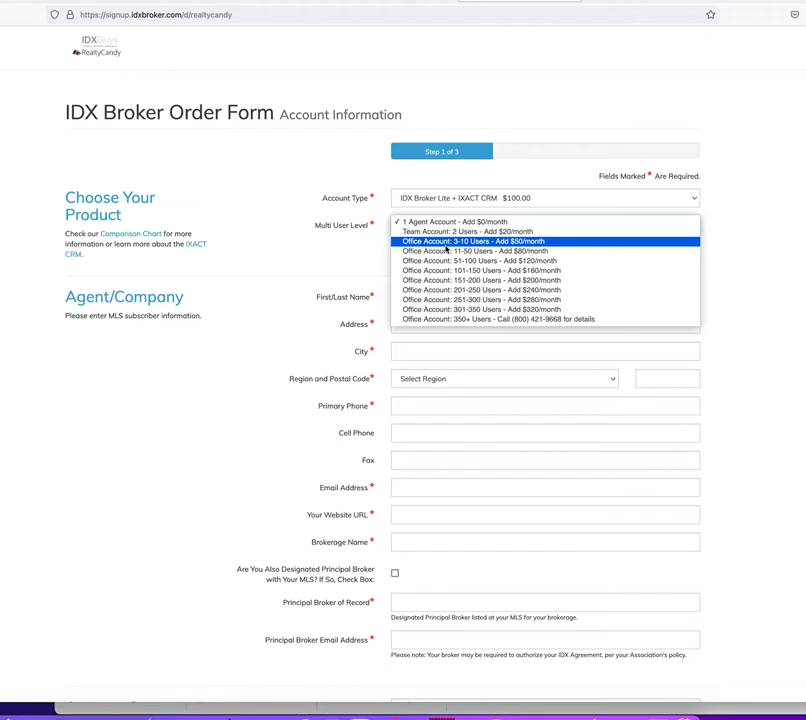 https://signup.idxbroker.com/d/realtycandy
IDXGuys
RealtyCandy
IDX Broker Order Form Account Information
Step 1 of 3
Fields Marked * Are Required.
Choose Your
Product
Check our Comparison Chart for more
information or learn more about the IXACT
CRM.
Account Type *
IDX Broker Lite + IXACT CRM $100.00
Multi User Level *
✓ 1 Agent Account - Add $0/month
Team Account: 2 Users - Add $20/month
Office Account: 3-10 Users - Add $50/month
Office Account: 11-50 Users - Add $80/month
Office Account: 51-100 Users - Add $120/month
Office Account: 101-150 Users - Add $160/month
Office Account: 151-200 Users - Add $200/month
Office Account: 201-250 Users - Add $240/month
Office Account: 251-300 Users - Add $280/month
Office Account: 301-350 Users - Add $320/month
Office Account: 350+ Users - Call (800) 421-9668 for details
Agent/Company
Please enter MLS subscriber information.
First/Last Name *
Address *
City *
Region and Postal Code *
Select Region
Primary Phone *
Cell Phone
Fax
Email Address *
Your Website URL *
Brokerage Name *
Are You Also Designated Principal Broker
with Your MLS? If So, Check Box:
Principal Broker of Record *
Designated Principal Broker listed at your MLS for your brokerage.
Principal Broker Email Address *
Please note: Your broker may be required to authorize your IDX Agreement, per your Association's policy.